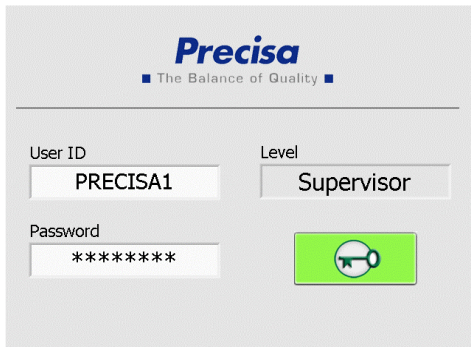 Precisa
The Balance of Quality
User ID
PRECISA1
Level
Supervisor
Password
********